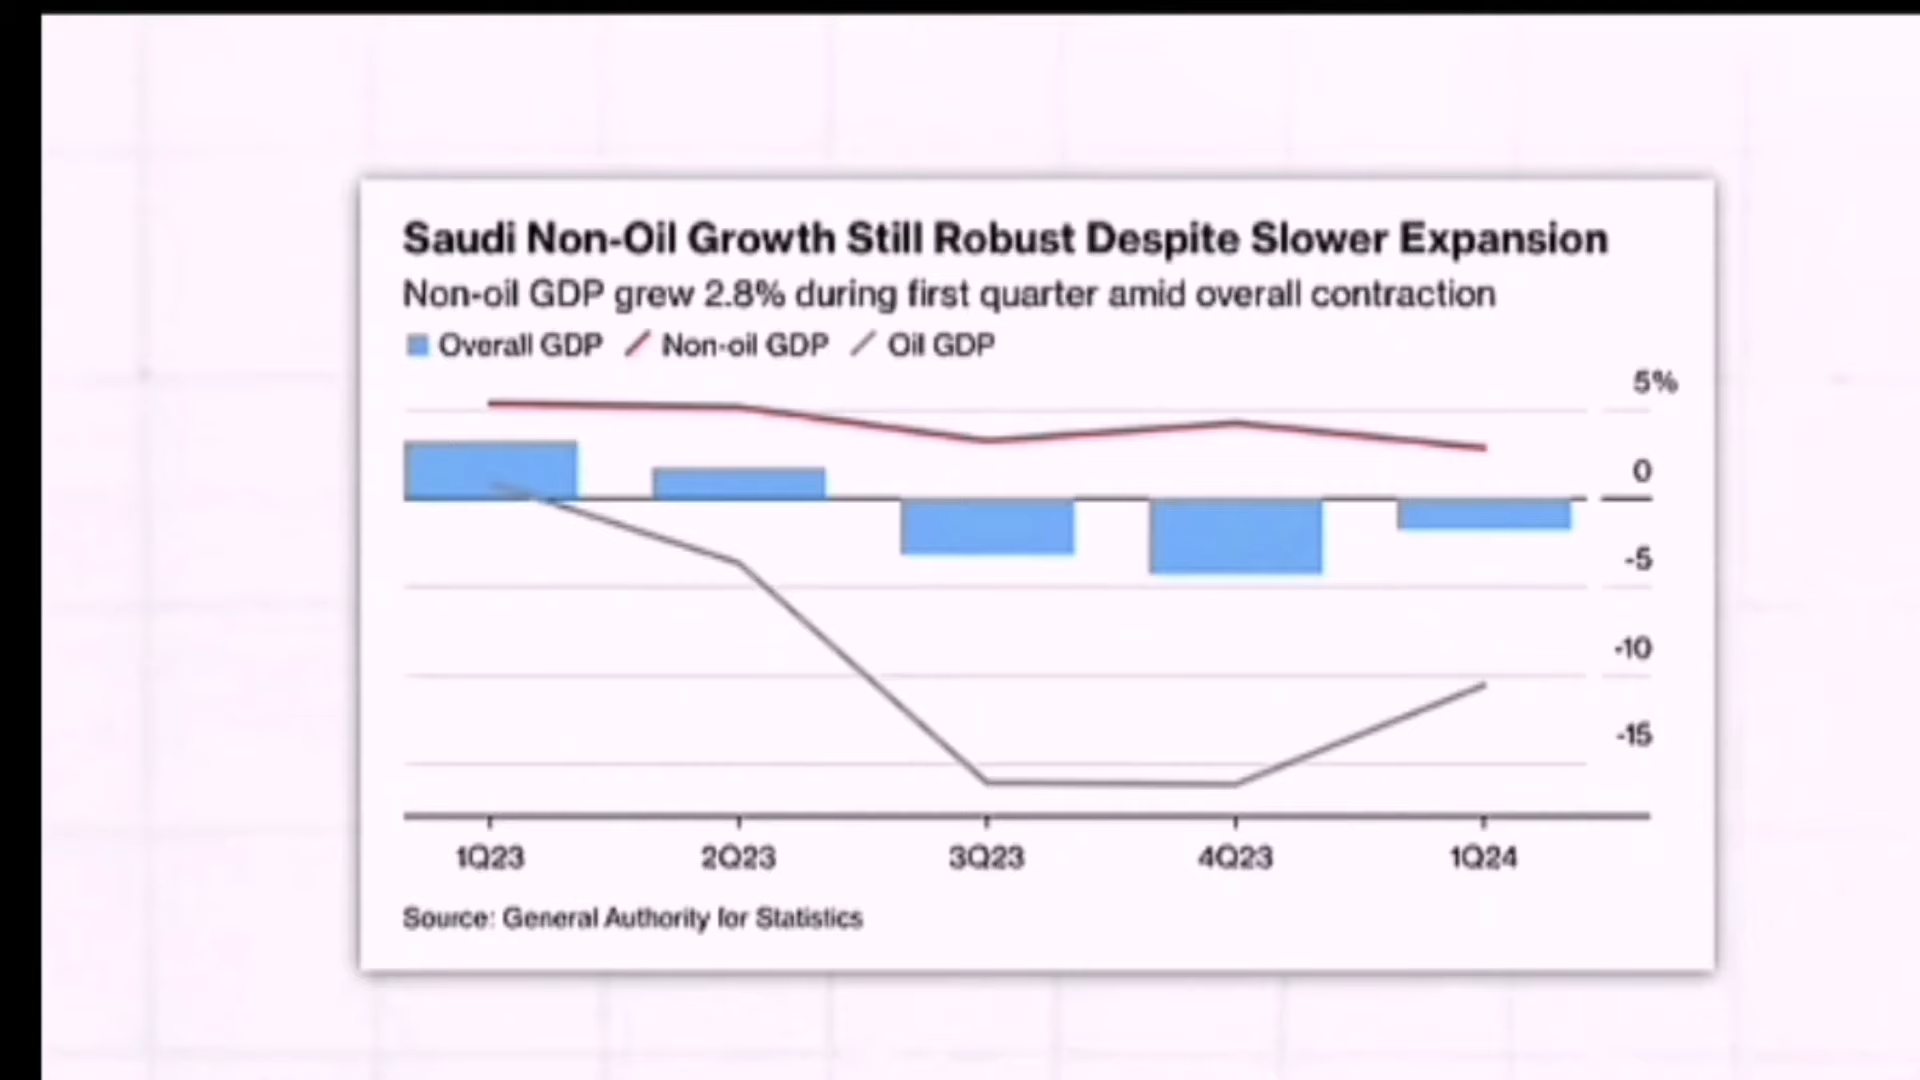 Saudi Non-Oil Growth Still Robust Despite Slower Expansion
Non-oil GDP grew 2.8% during first quarter amid overall contraction
Overall GDP Non-oil GDP Oil GDP
5%
0
-5
-10
-15
1Q23 2Q23 3Q23 4Q23 1Q24
Source: General Authority for Statistics